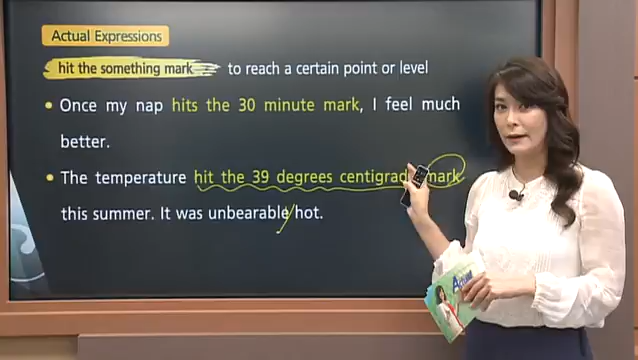 Actual Expressions
hit the something mark to reach a certain point or level
• Once my nap hits the 30 minute mark, I feel much
better.
• The temperature hit the 39 degrees centigrad mark
this summer. It was unbearable hot.